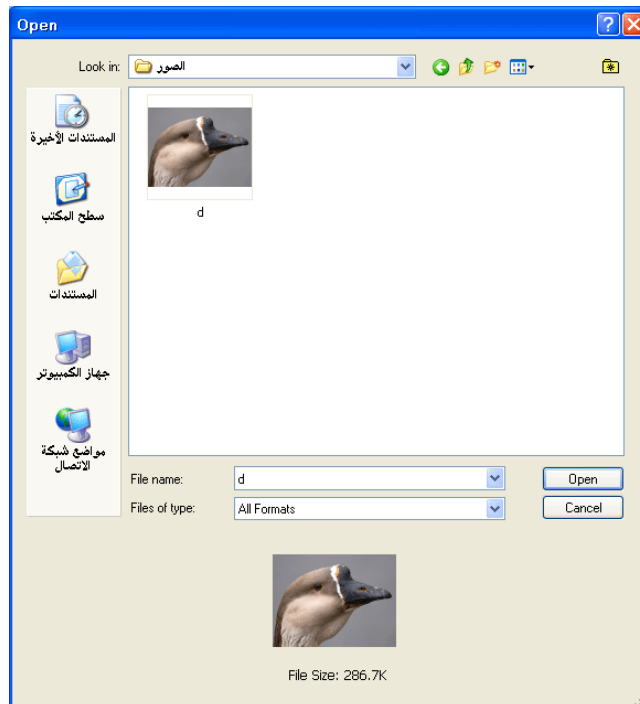 Open
Look in:
الصور
المستندات الأخيرة
سطح المكتب
المستندات
جهاز الكمبيوتر
مواضع شبكة
الاتصال
d
File name:
d
Open
Files of type:
All Formats
Cancel
File Size: 286.7K